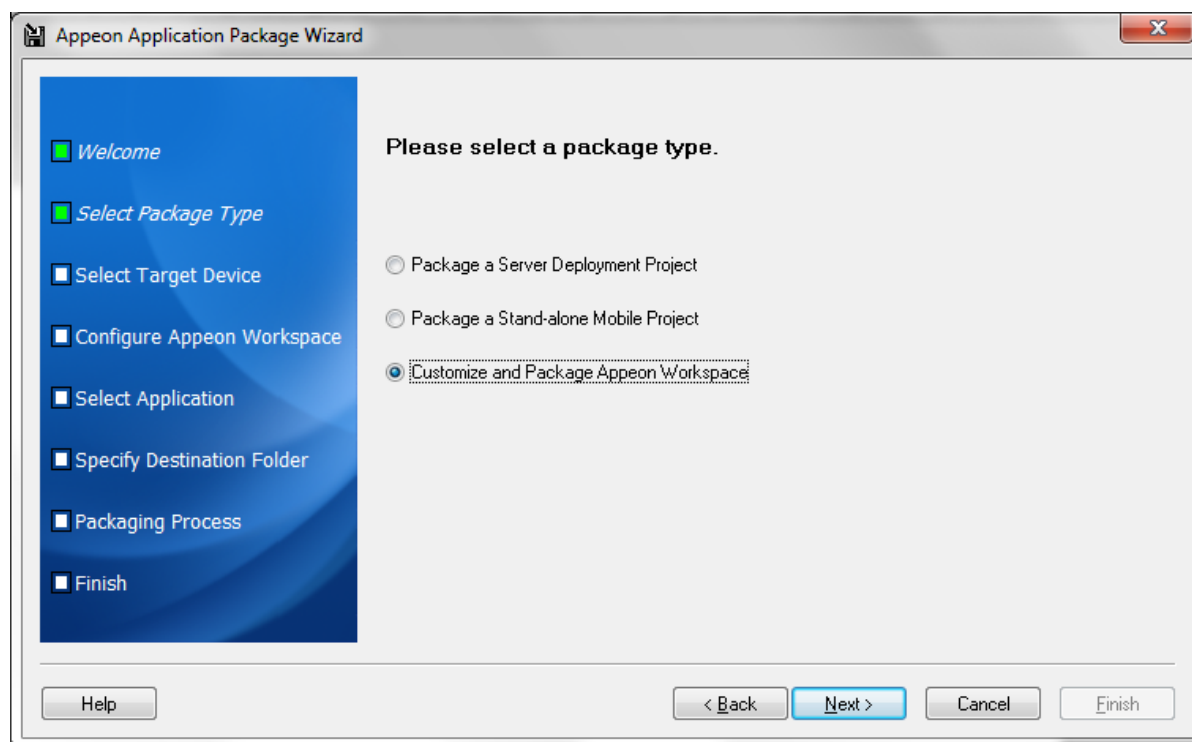 Appeon Application Package Wizard
Welcome
Select Package Type
Select Target Device
Configure Appeon Workspace
Select Application
Specify Destination Folder
Packaging Process
Finish
Please select a package type.
Package a Server Deployment Project
Package a Stand-alone Mobile Project
Customize and Package Appeon Workspace
Help
< Back
Next >
Cancel
Finish